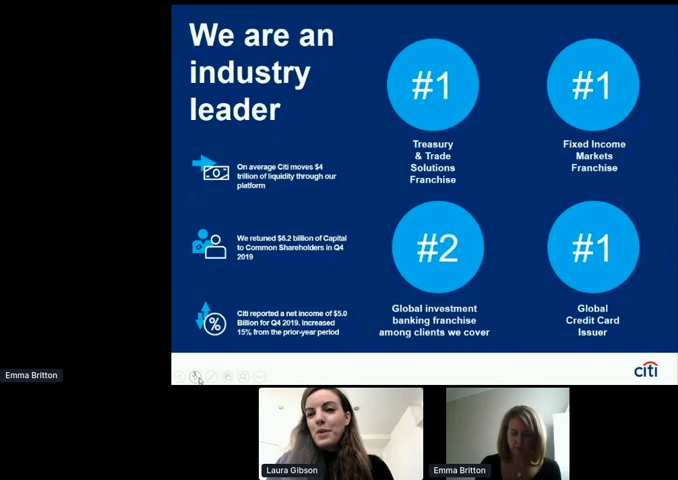 We are an
industry
leader
On average Citi moves $4
trillion of liquidity through our
platform
We retuned $6.2 billion of Capital
to Common Shareholders in Q4
2019
Citi reported a net income of $5.0
Billion for Q4 2019. Increased
15% from the prior-year period
#1
Treasury
& Trade
Solutions
Franchise
#1
Fixed Income
Markets
Franchise
#2
Global investment
banking franchise
among clients we cover
#1
Global
Credit Card
Issuer
citi
Emma Britton
Laura Gibson
Emma Britton